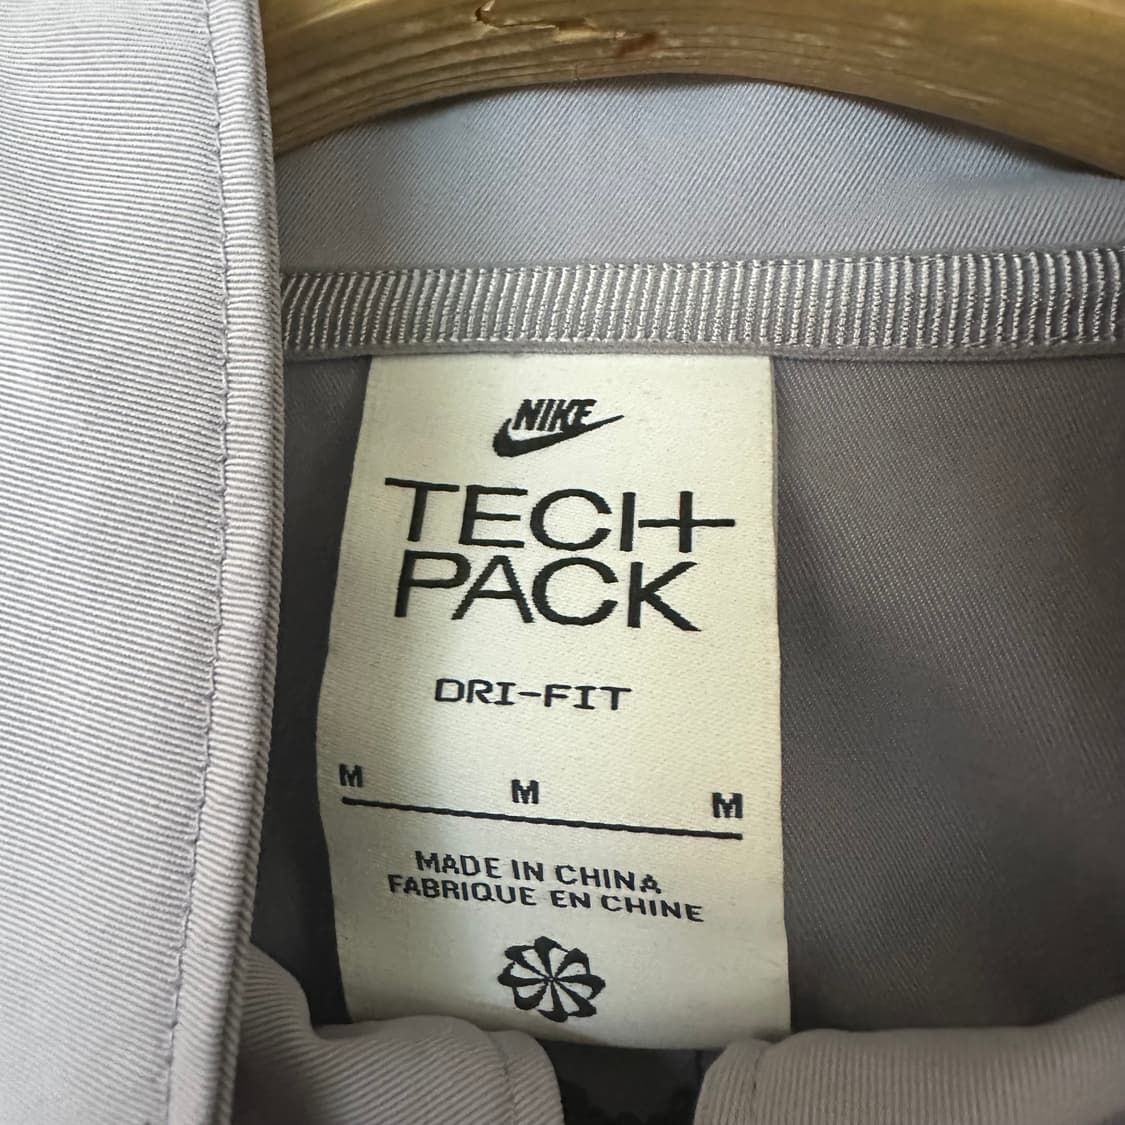 NIKE
TECH
PACK
DRI-FIT
M M M
MADE IN CHINA
FABRIQUE EN CHINE